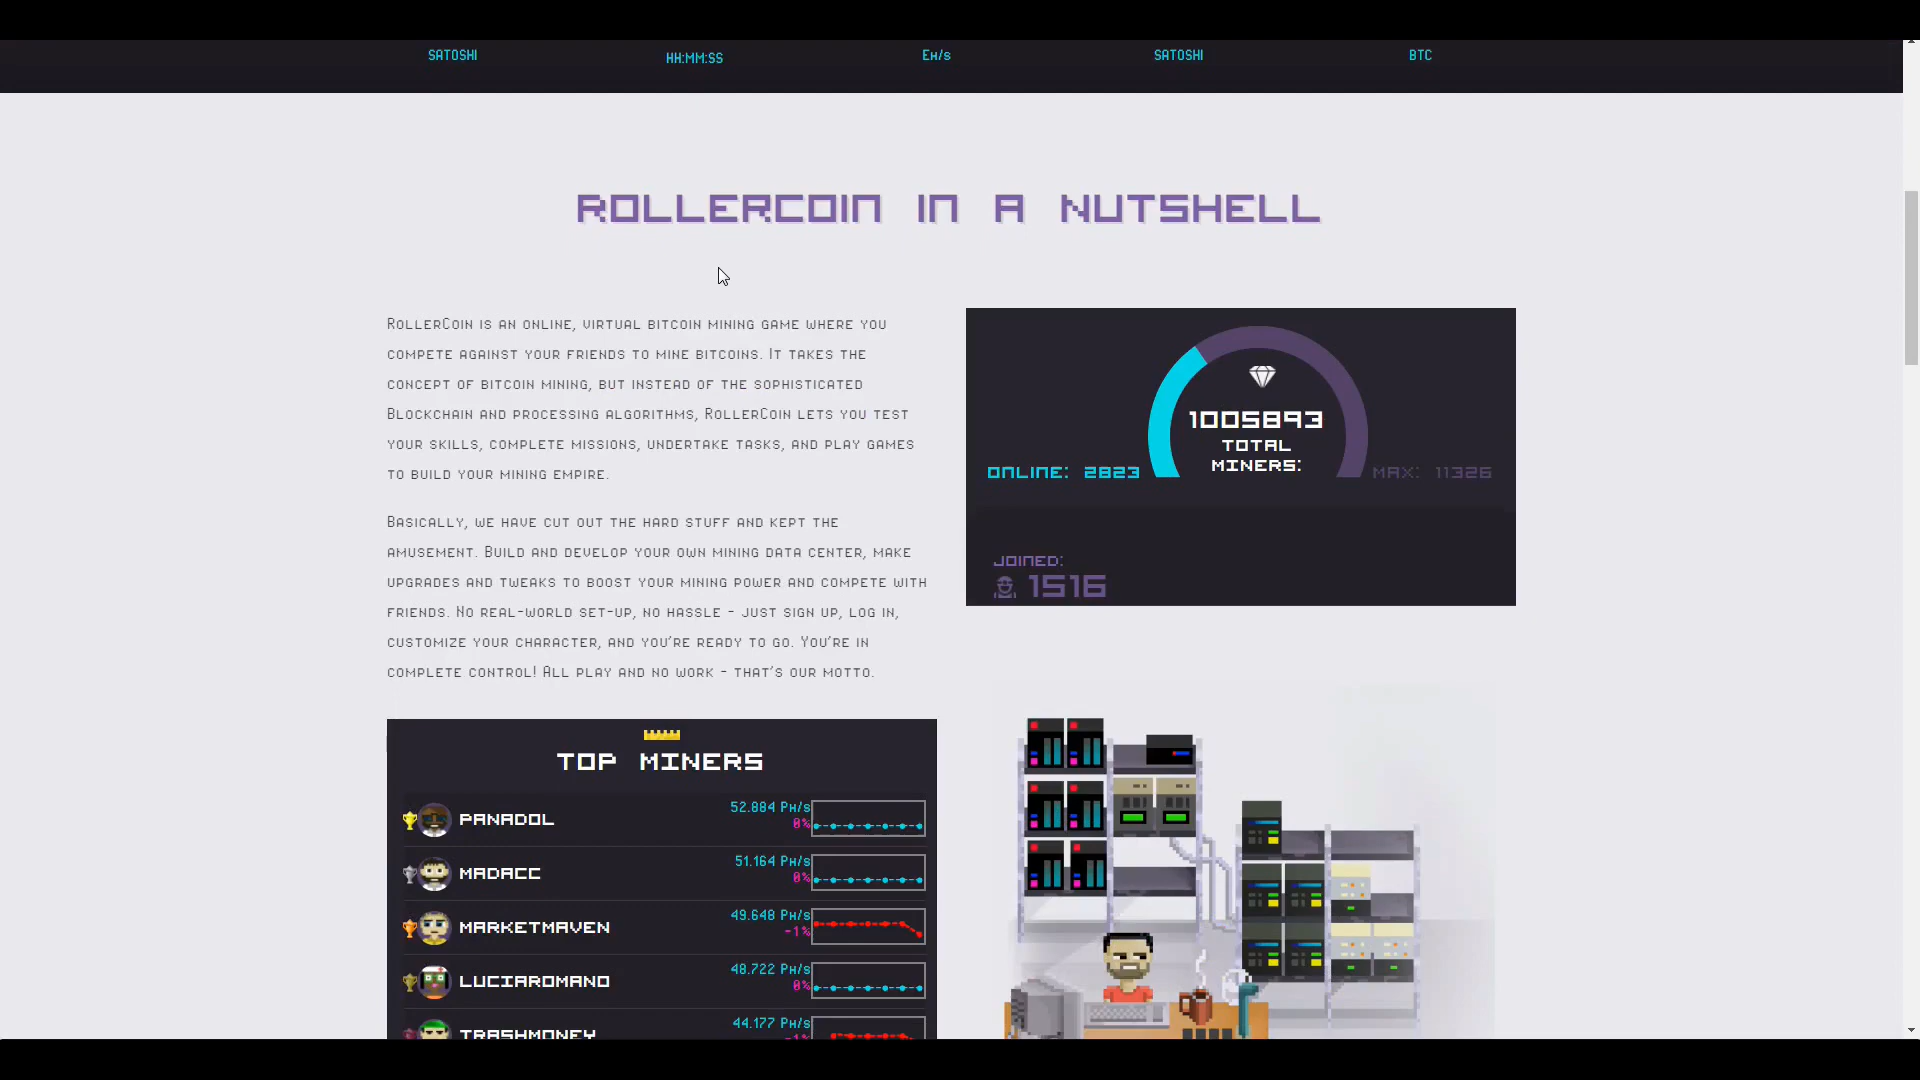 SATOSHI
HH:MM:SS
EH/S
SATOSHI
BTC
ROLLERCOIN IN A NUTSHELL
ROLLERCOIN IS AN ONLINE, VIRTUAL BITCOIN MINING GAME WHERE YOU
COMPETE AGAINST YOUR FRIENDS TO MINE BITCOINS. IT TAKES THE
CONCEPT OF BITCOIN MINING, BUT INSTEAD OF THE SOPHISTICATED
BLOCKCHAIN AND PROCESSING ALGORITHMS, ROLLERCOIN LETS YOU TEST
YOUR SKILLS, COMPLETE MISSIONS, UNDERTAKE TASKS, AND PLAY GAMES
TO BUILD YOUR MINING EMPIRE.
BASICALLY, WE HAVE CUT OUT THE HARD STUFF AND KEPT THE
AMUSEMENT. BUILD AND DEVELOP YOUR OWN MINING DATA CENTER, MAKE
UPGRADES AND TWEAKS TO BOOST YOUR MINING POWER AND COMPETE WITH
FRIENDS. NO REAL-WORLD SET-UP, NO HASSLE - JUST SIGN UP, LOG IN,
CUSTOMIZE YOUR CHARACTER, AND YOU'RE READY TO GO. YOU'RE IN
COMPLETE CONTROL! ALL PLAY AND NO WORK - THAT'S OUR MOTTO.
1005893
TOTAL
MINERS:
ONLINE: 2823
MAX: 11326
JOINED:
1516
TOP MINERS
PANADOL
52.884 PH/S
0%
MADACC
51.164 PH/S
0%
MARKETMAVEN
49.648 PH/S
-1%
LUCIAROMANO
48.722 PH/S
0%
TRASHMONEY
44.177 PH/S
-1%